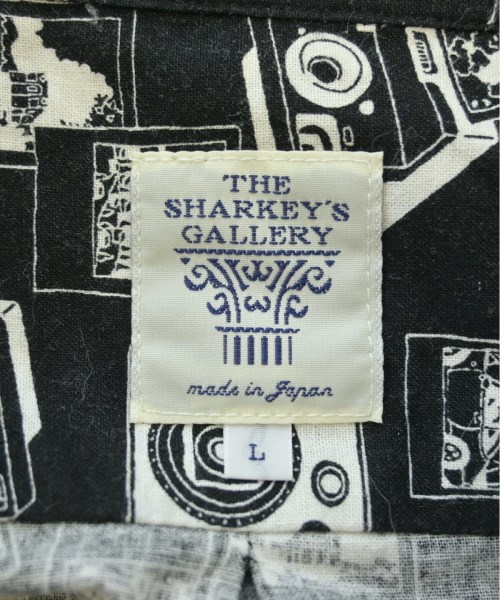 THE
SHARKEY'S
GALLERY
made in Japan
L